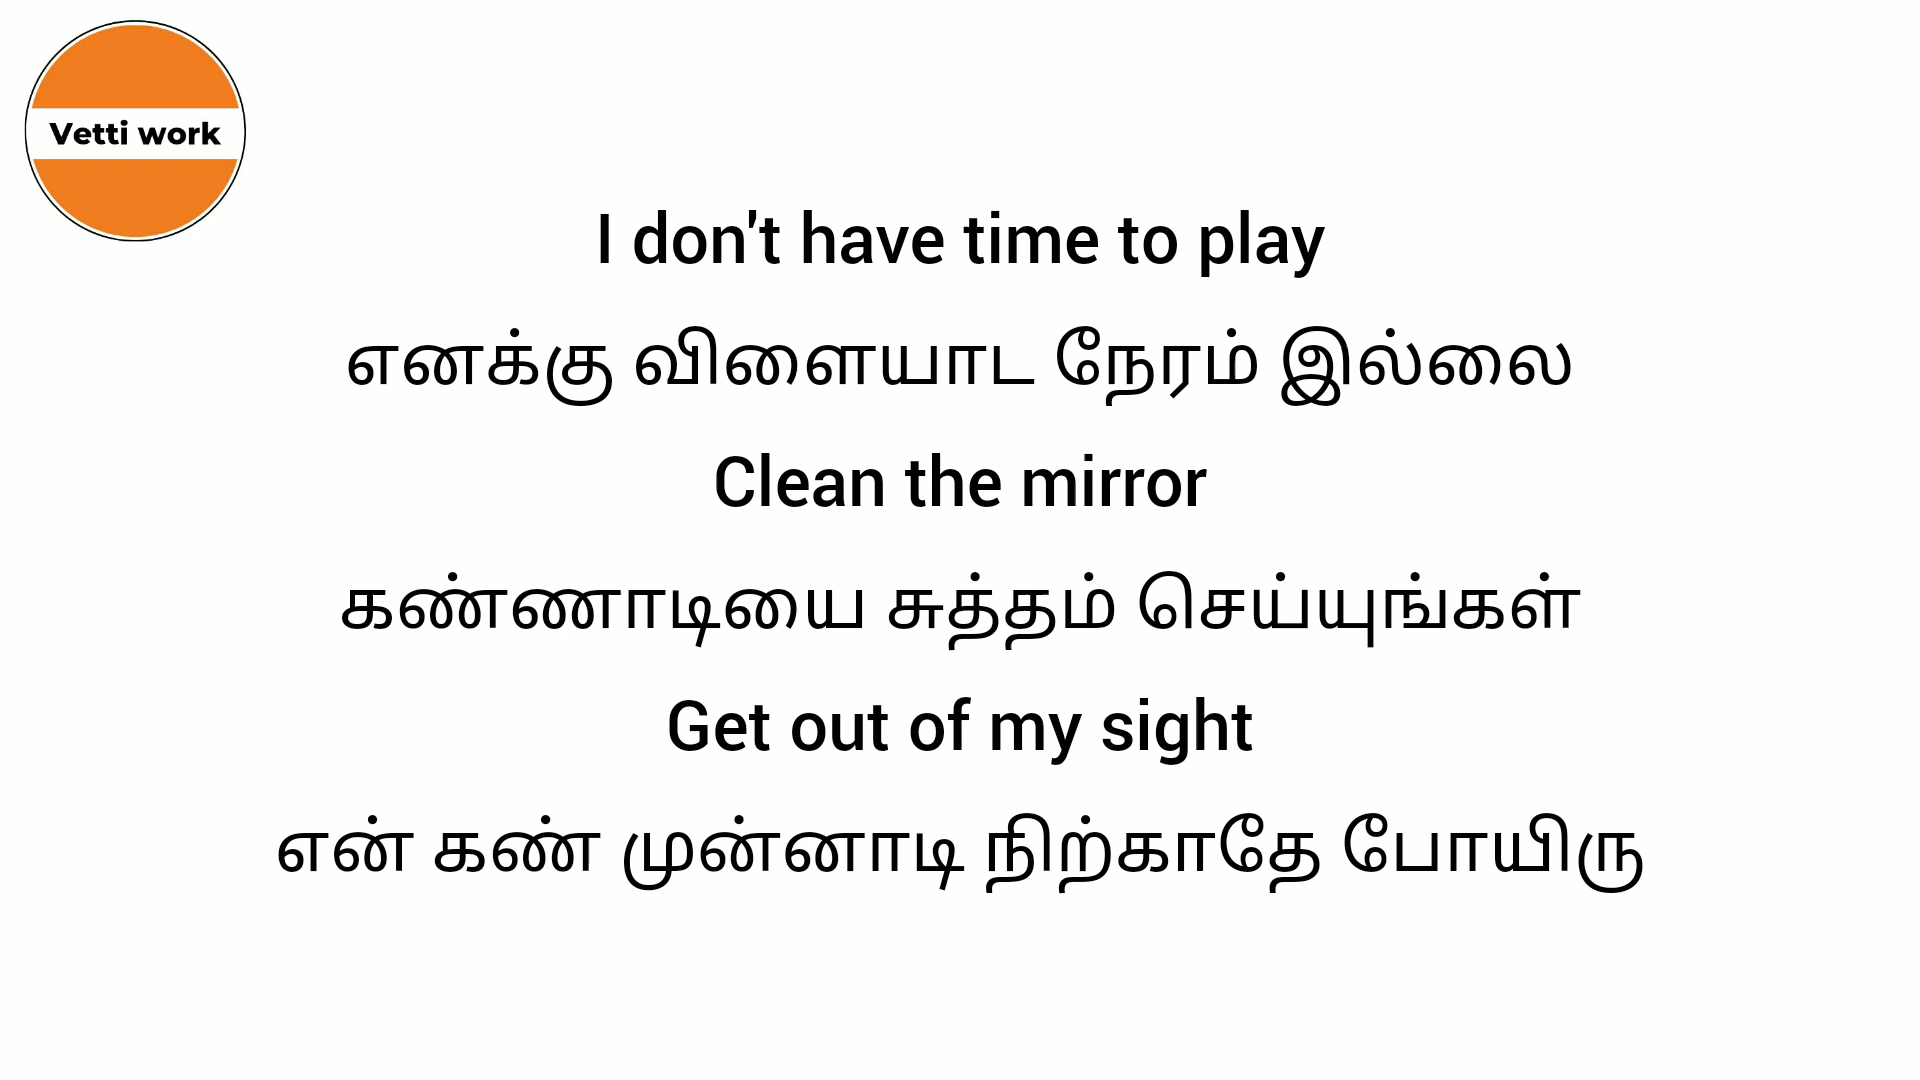 Vetti work
I don't have time to play
எனக்கு விளையாட நேரம் இல்லை
Clean the mirror
கண்ணாடியை சுத்தம் செய்யுங்கள்
Get out of my sight
என் கண் முன்னாடி நிற்காதே போயிரு